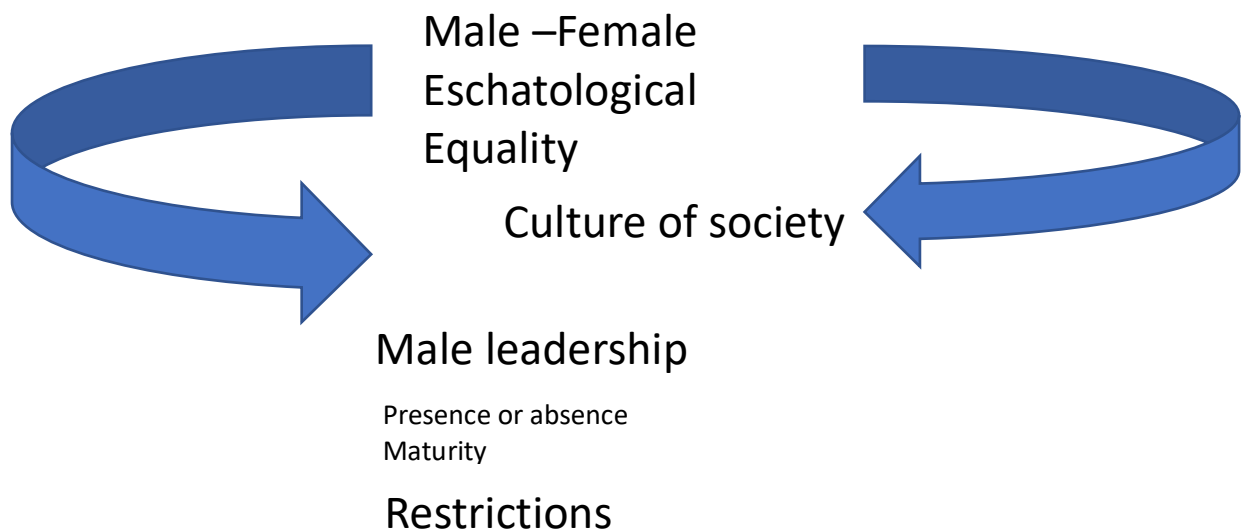 Male –Female
Eschatological
Equality
Culture of society
Male leadership
Presence or absence
Maturity
Restrictions